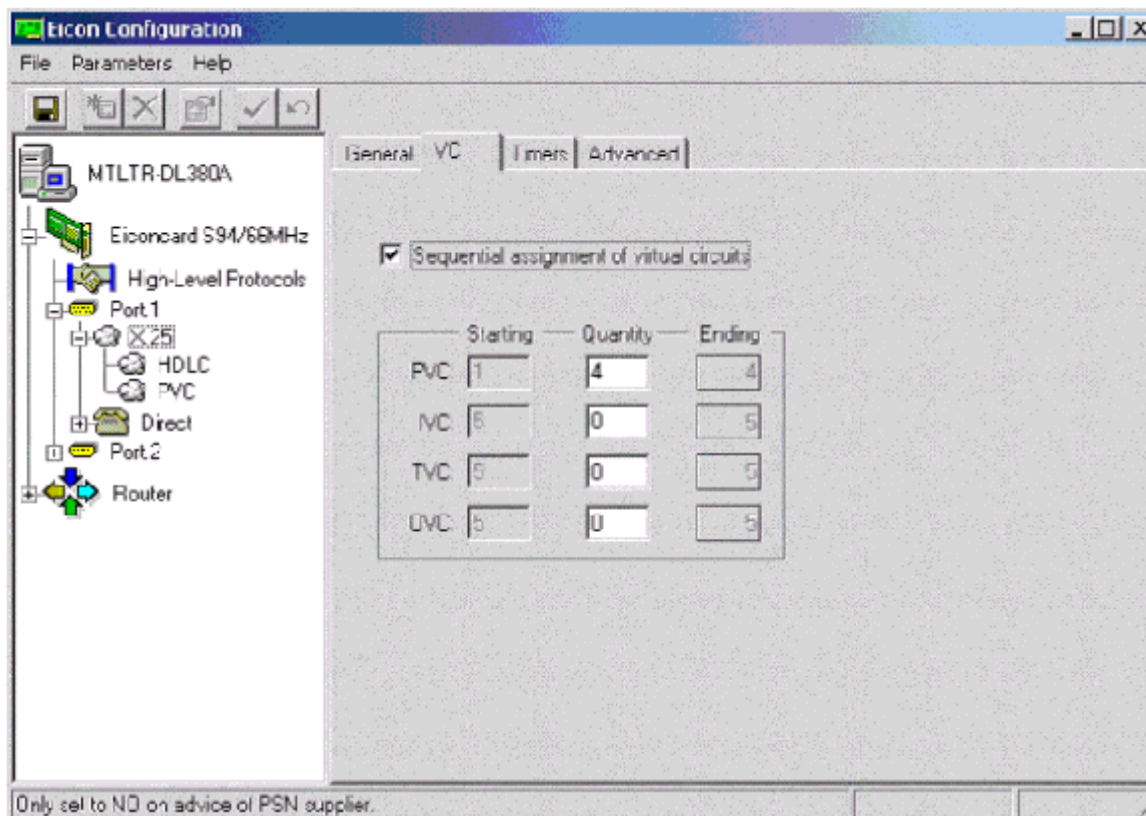 Eicon Configuration
File Parameters Help
MTLTR-DL380A
Eiconcard S94/66MHz
High-Level Protocols
Port 1
X.25
HDLC
PVC
Direct
Port 2
Router
General VC Timers Advanced
Sequential assignment of virtual circuits
Starting Quantity Ending
PVC 1 4 4
IVC 0 5
TVC 5 0 5
OVC 5 0 5
Only set to NO on advice of PSN supplier.